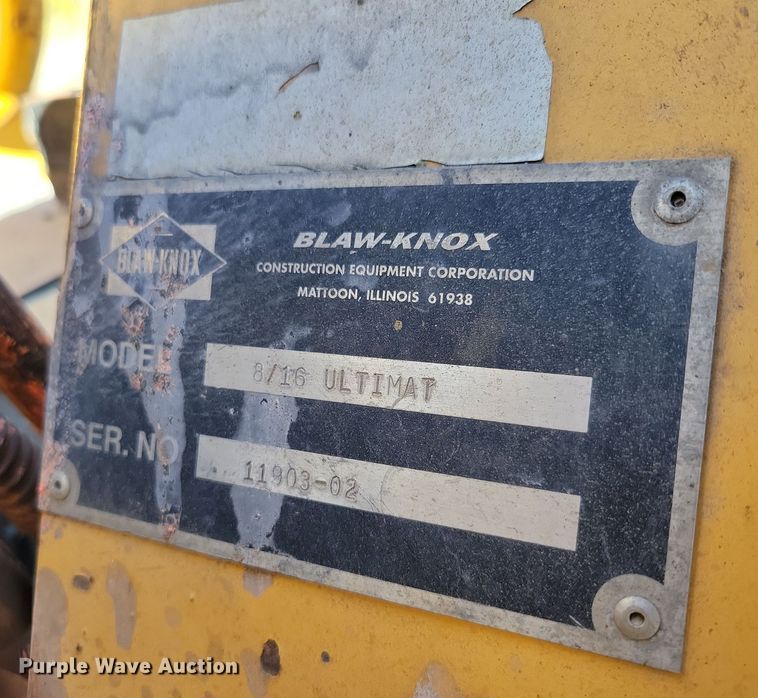 BLAW-KNOX
BLAW-KNOX
CONSTRUCTION EQUIPMENT CORPORATION
MATTOON, ILLINOIS 61938
MODEL 8/16 ULTIMAT
SER. NO 11903-02
Purple Wave Auction